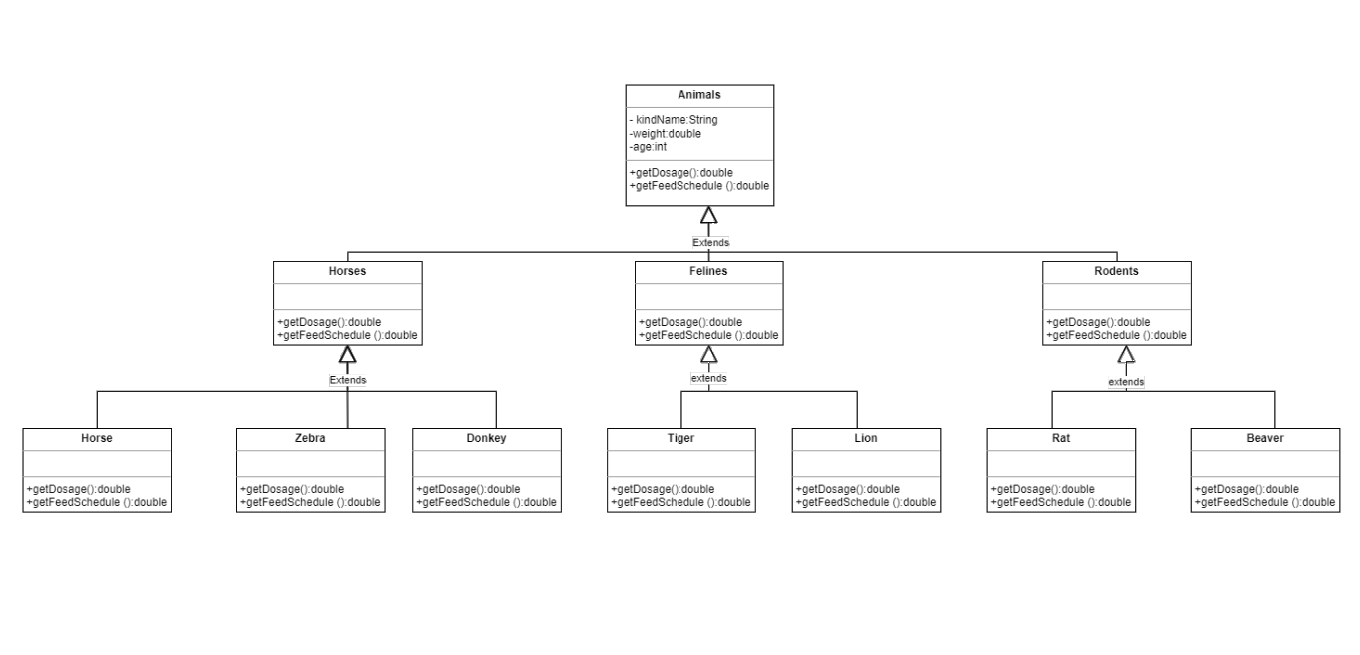 Animals
- kindName:String
-weight:double
-age:int
+getDosage():double
+getFeedSchedule ():double
Extends
Horses
+getDosage():double
+getFeedSchedule ():double
Felines
+getDosage():double
+getFeedSchedule ():double
Rodents
+getDosage():double
+getFeedSchedule ():double
Extends
extends
extends
Horse
+getDosage():double
+getFeedSchedule ():double
Zebra
+getDosage():double
+getFeedSchedule ():double
Donkey
+getDosage():double
+getFeedSchedule ():double
Tiger
+getDosage():double
+getFeedSchedule ():double
Lion
+getDosage():double
+getFeedSchedule ():double
Rat
+getDosage():double
+getFeedSchedule ():double
Beaver
+getDosage():double
+getFeedSchedule ():double